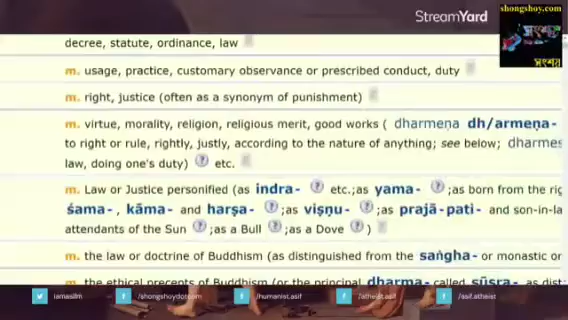 StreamYard
shongshoy.com
সংশয়
decree, statute, ordinance, law
m. usage, practice, customary observance or prescribed conduct, duty
m. right, justice (often as a synonym of punishment)
m. virtue, morality, religion, religious merit, good works ( dharmeṇa dh/armeṇa-
to right or rule, rightly, justly, according to the nature of anything; see below; dharmes
law, doing one's duty) ? etc.
m. Law or Justice personified (as indra- ? etc.;as yama- ? ;as born from the rig
śama- , kāma- and harṣa- ? ;as viṣṇu- ? ;as prajā-pati- and son-in-la
attendants of the Sun ? ;as a Bull ? ;as a Dove ? )
m. the law or doctrine of Buddhism (as distinguished from the saṅgha- or monastic or
m. the ethical precepts of Buddhism (or the principal dharma- called sūsra- as dist
iamasifm
/shongshoydotcom
/humanist.asif
/atheist.asif
/asif.atheist